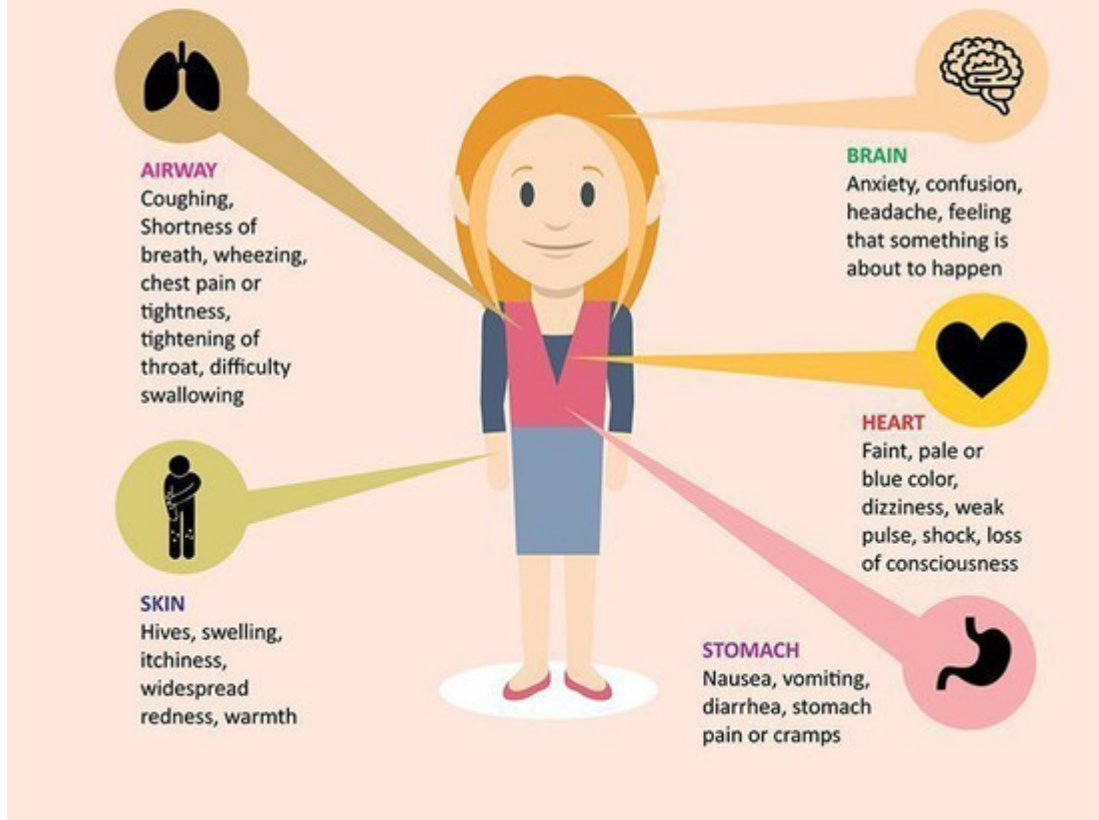 AIRWAY
Coughing,
Shortness of
breath, wheezing,
chest pain or
tightness,
tightening of
throat, difficulty
swallowing
SKIN
Hives, swelling,
itchiness,
widespread
redness, warmth
BRAIN
Anxiety, confusion,
headache, feeling
that something is
about to happen
HEART
Faint, pale or
blue color,
dizziness, weak
pulse, shock, loss
of consciousness
STOMACH
Nausea, vomiting,
diarrhea, stomach
pain or cramps